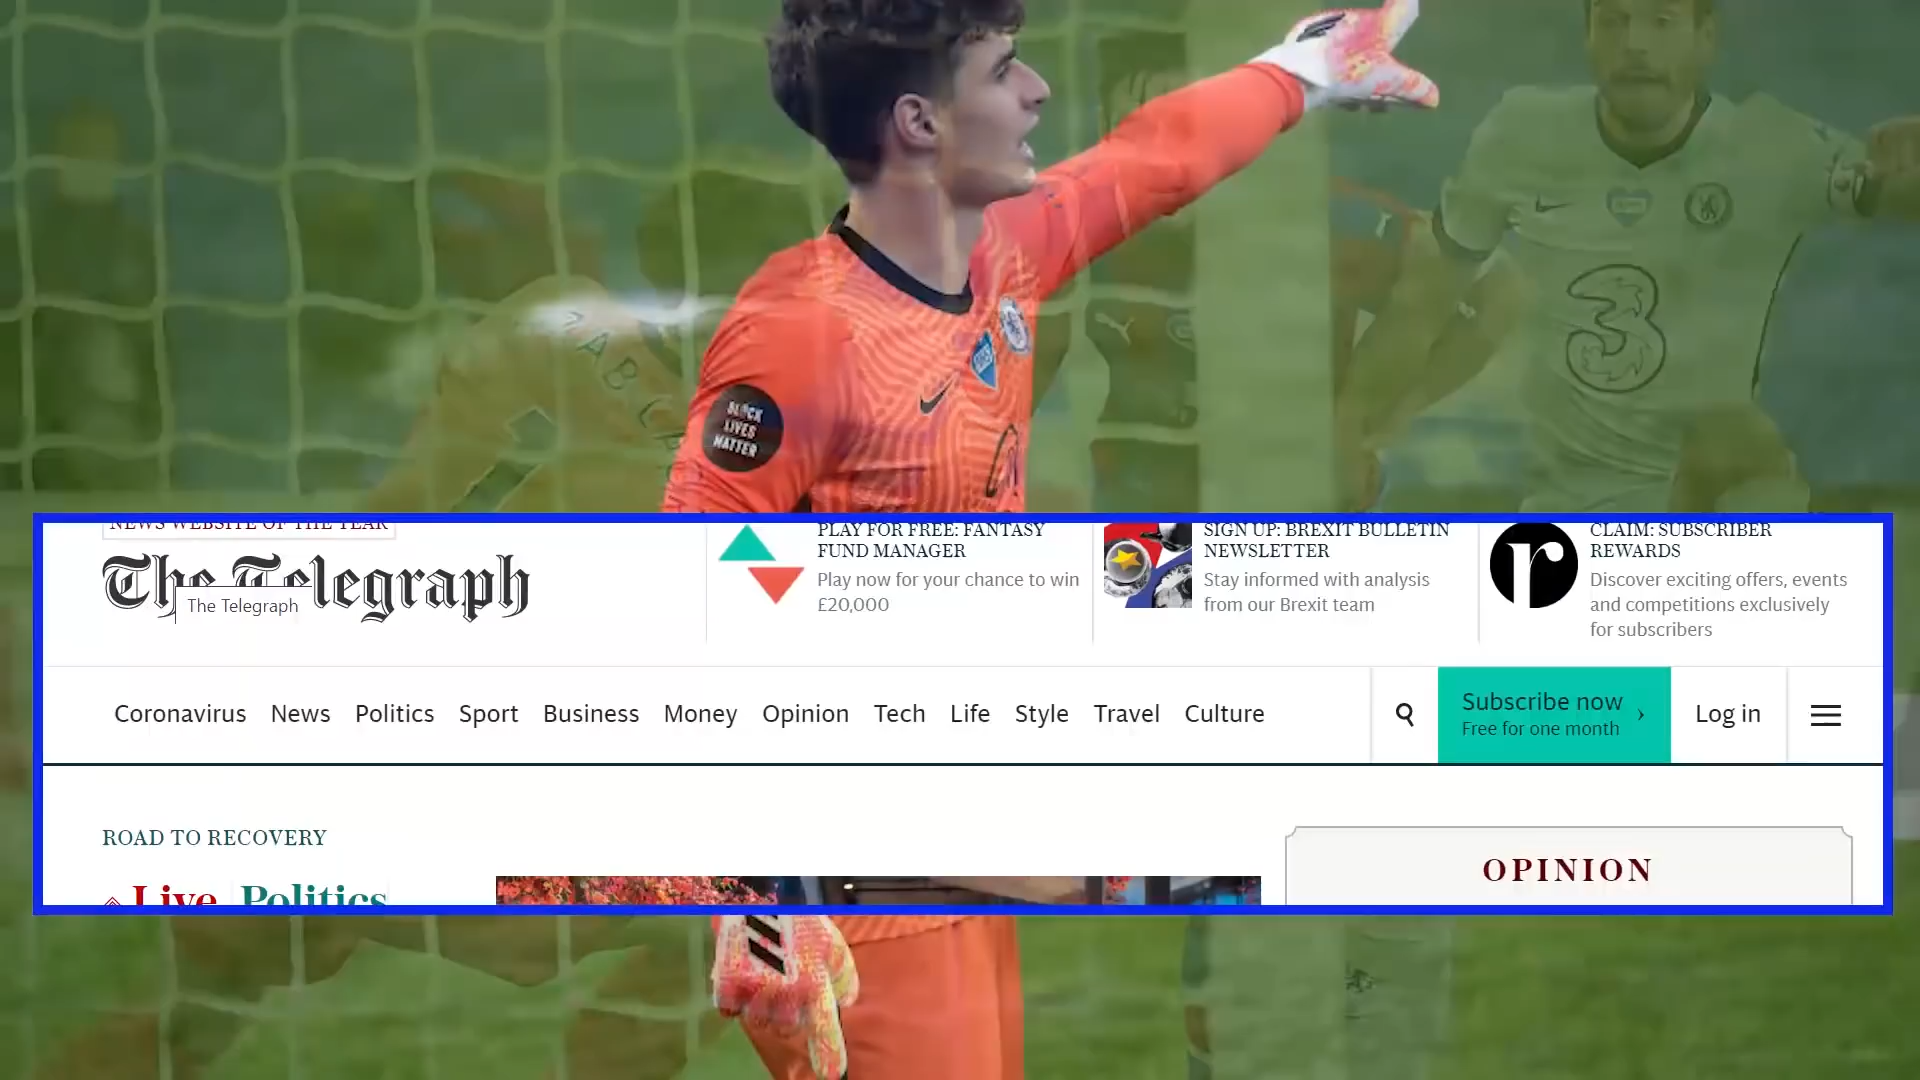 ABC
3
BLACK
LIVES
MATTER
NEWS WEBSITE OF THE YEAR
The Telegraph
The Telegraph
PLAY FOR FREE: FANTASY
FUND MANAGER
Play now for your chance to win
£20,000
SIGN UP: BREXIT BULLETIN
NEWSLETTER
Stay informed with analysis
from our Brexit team
r
CLAIM: SUBSCRIBER
REWARDS
Discover exciting offers, events
and competitions exclusively
for subscribers
Coronavirus News Politics Sport Business Money Opinion Tech Life Style Travel Culture
Subscribe now
Free for one month
Log in
ROAD TO RECOVERY
Live Politics
OPINION